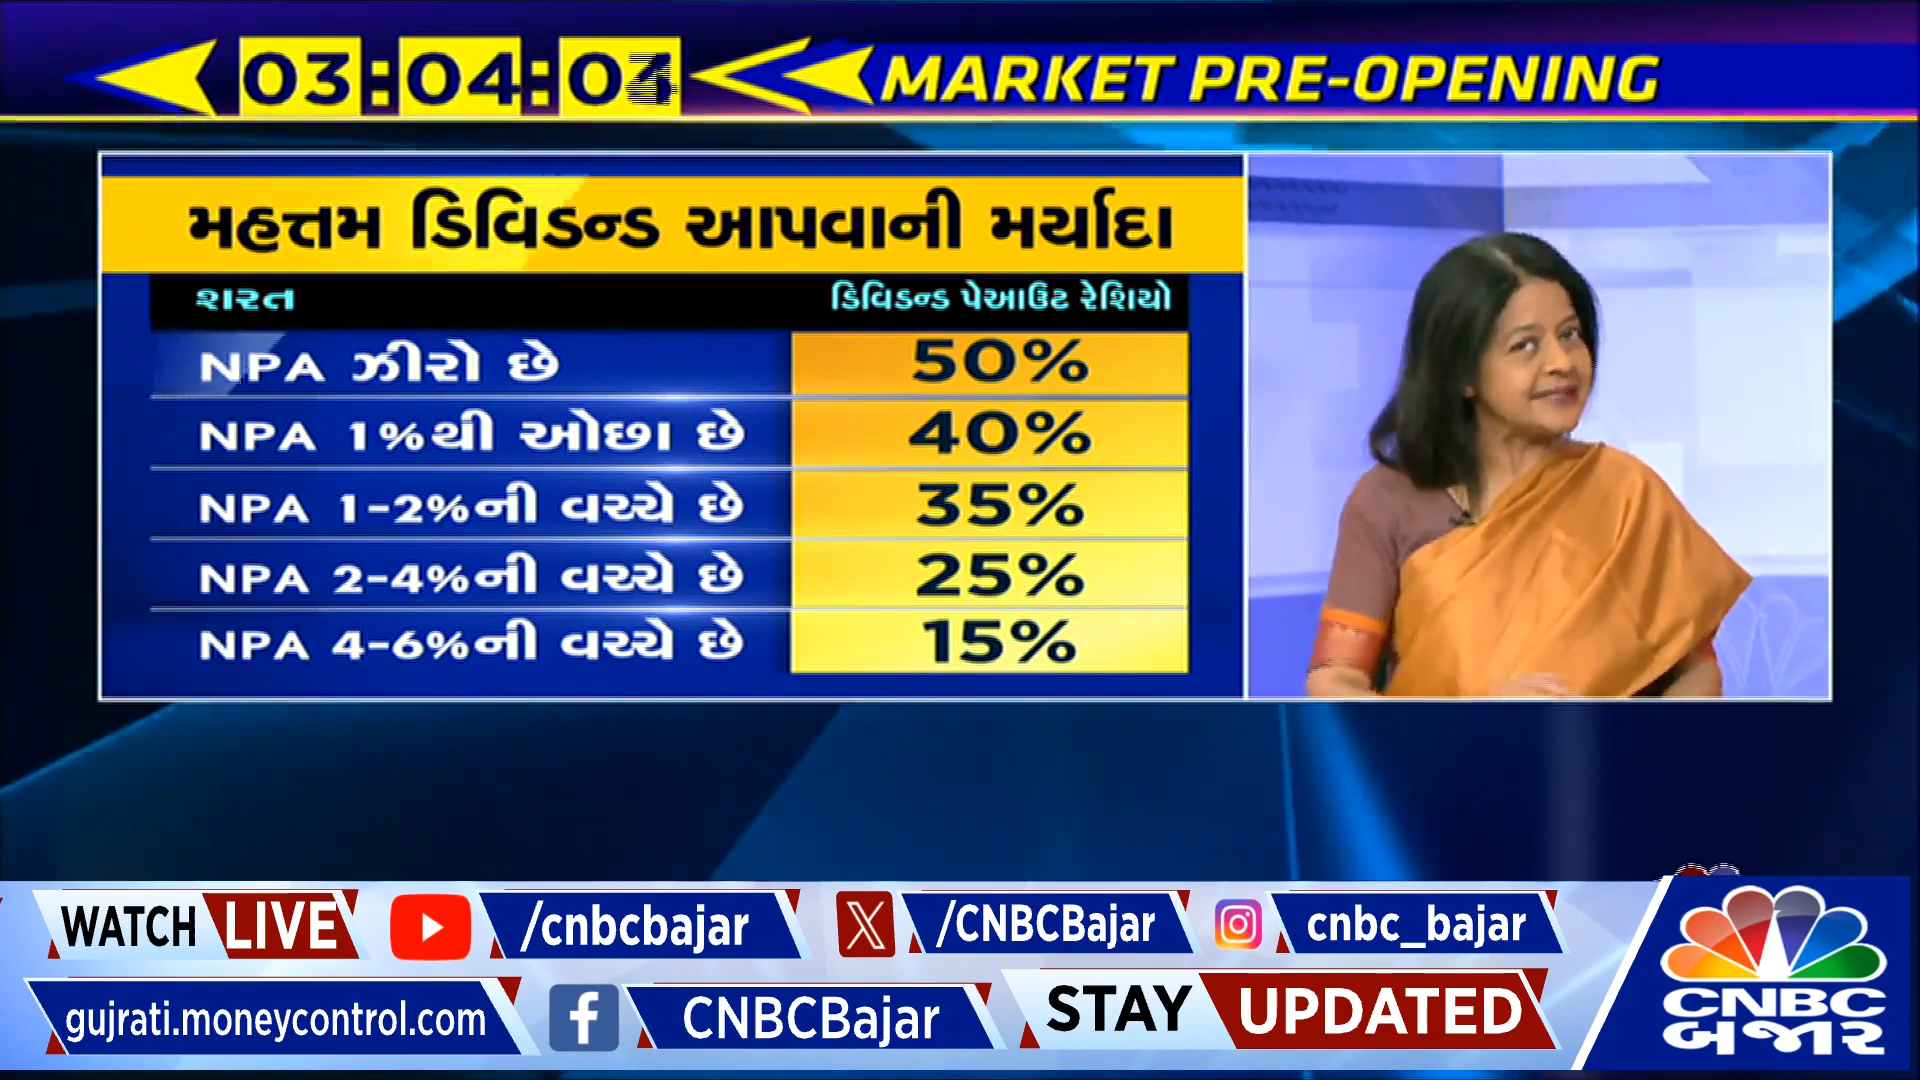 03:04:0 MARKET PRE-OPENING
મહત્તમ ડિવિડન્ડ આપવાની મર્યાદા
શરત ડિવિડન્ડ પેઆઉટ રેશિયો
NPA ઝીરો છે 50%
NPA 1%થી ઓછા છે 40%
NPA 1-2%ની વચ્ચે છે 35%
NPA 2-4%ની વચ્ચે છે 25%
NPA 4-6%ની વચ્ચે છે 15%
WATCH LIVE /cnbcbajar /CNBCBajar cnbc_bajar
gujrati.moneycontrol.com CNBCBajar STAY UPDATED
CNBC
બજાર